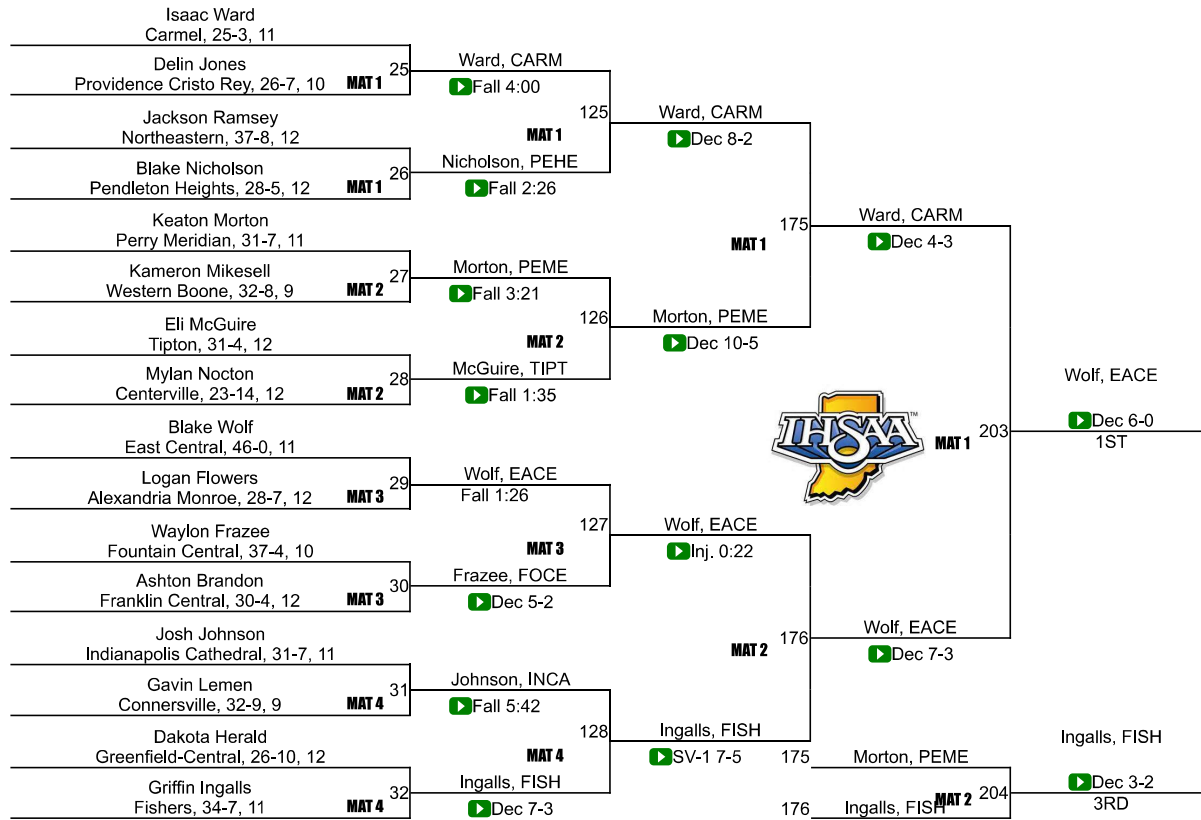 Isaac Ward
Carmel, 25-3, 11
Delin Jones
Providence Cristo Rey, 26-7, 10
MAT 1
25
Ward, CARM
Fall 4:00
Jackson Ramsey
Northeastern, 37-8, 12
Blake Nicholson
Pendleton Heights, 28-5, 12
MAT 1
26
Nicholson, PEHE
Fall 2:26
125
MAT 1
Ward, CARM
Dec 8-2
Keaton Morton
Perry Meridian, 31-7, 11
Kameron Mikesell
Western Boone, 32-8, 9
MAT 2
27
Morton, PEME
Fall 3:21
Eli McGuire
Tipton, 31-4, 12
Mylan Nocton
Centerville, 23-14, 12
MAT 2
28
McGuire, TIPT
Fall 1:35
126
MAT 2
Morton, PEME
Dec 10-5
175
MAT 1
Ward, CARM
Dec 4-3
Blake Wolf
East Central, 46-0, 11
Logan Flowers
Alexandria Monroe, 28-7, 12
MAT 3
29
Wolf, EACE
Fall 1:26
Waylon Frazee
Fountain Central, 37-4, 10
Ashton Brandon
Franklin Central, 30-4, 12
MAT 3
30
Frazee, FOCE
Dec 5-2
127
MAT 3
Wolf, EACE
Inj. 0:22
Josh Johnson
Indianapolis Cathedral, 31-7, 11
Gavin Lemen
Connersville, 32-9, 9
MAT 4
31
Johnson, INCA
Fall 5:42
Dakota Herald
Greenfield-Central, 26-10, 12
Griffin Ingalls
Fishers, 34-7, 11
MAT 4
32
Ingalls, FISH
Dec 7-3
128
MAT 4
Ingalls, FISH
SV-1 7-5
176
MAT 2
Wolf, EACE
Dec 7-3
IHSAA™
MAT 1
203
Wolf, EACE
Dec 6-0
1ST
175
Morton, PEME
176
Ingalls, FISH
MAT 2
204
Ingalls, FISH
Dec 3-2
3RD